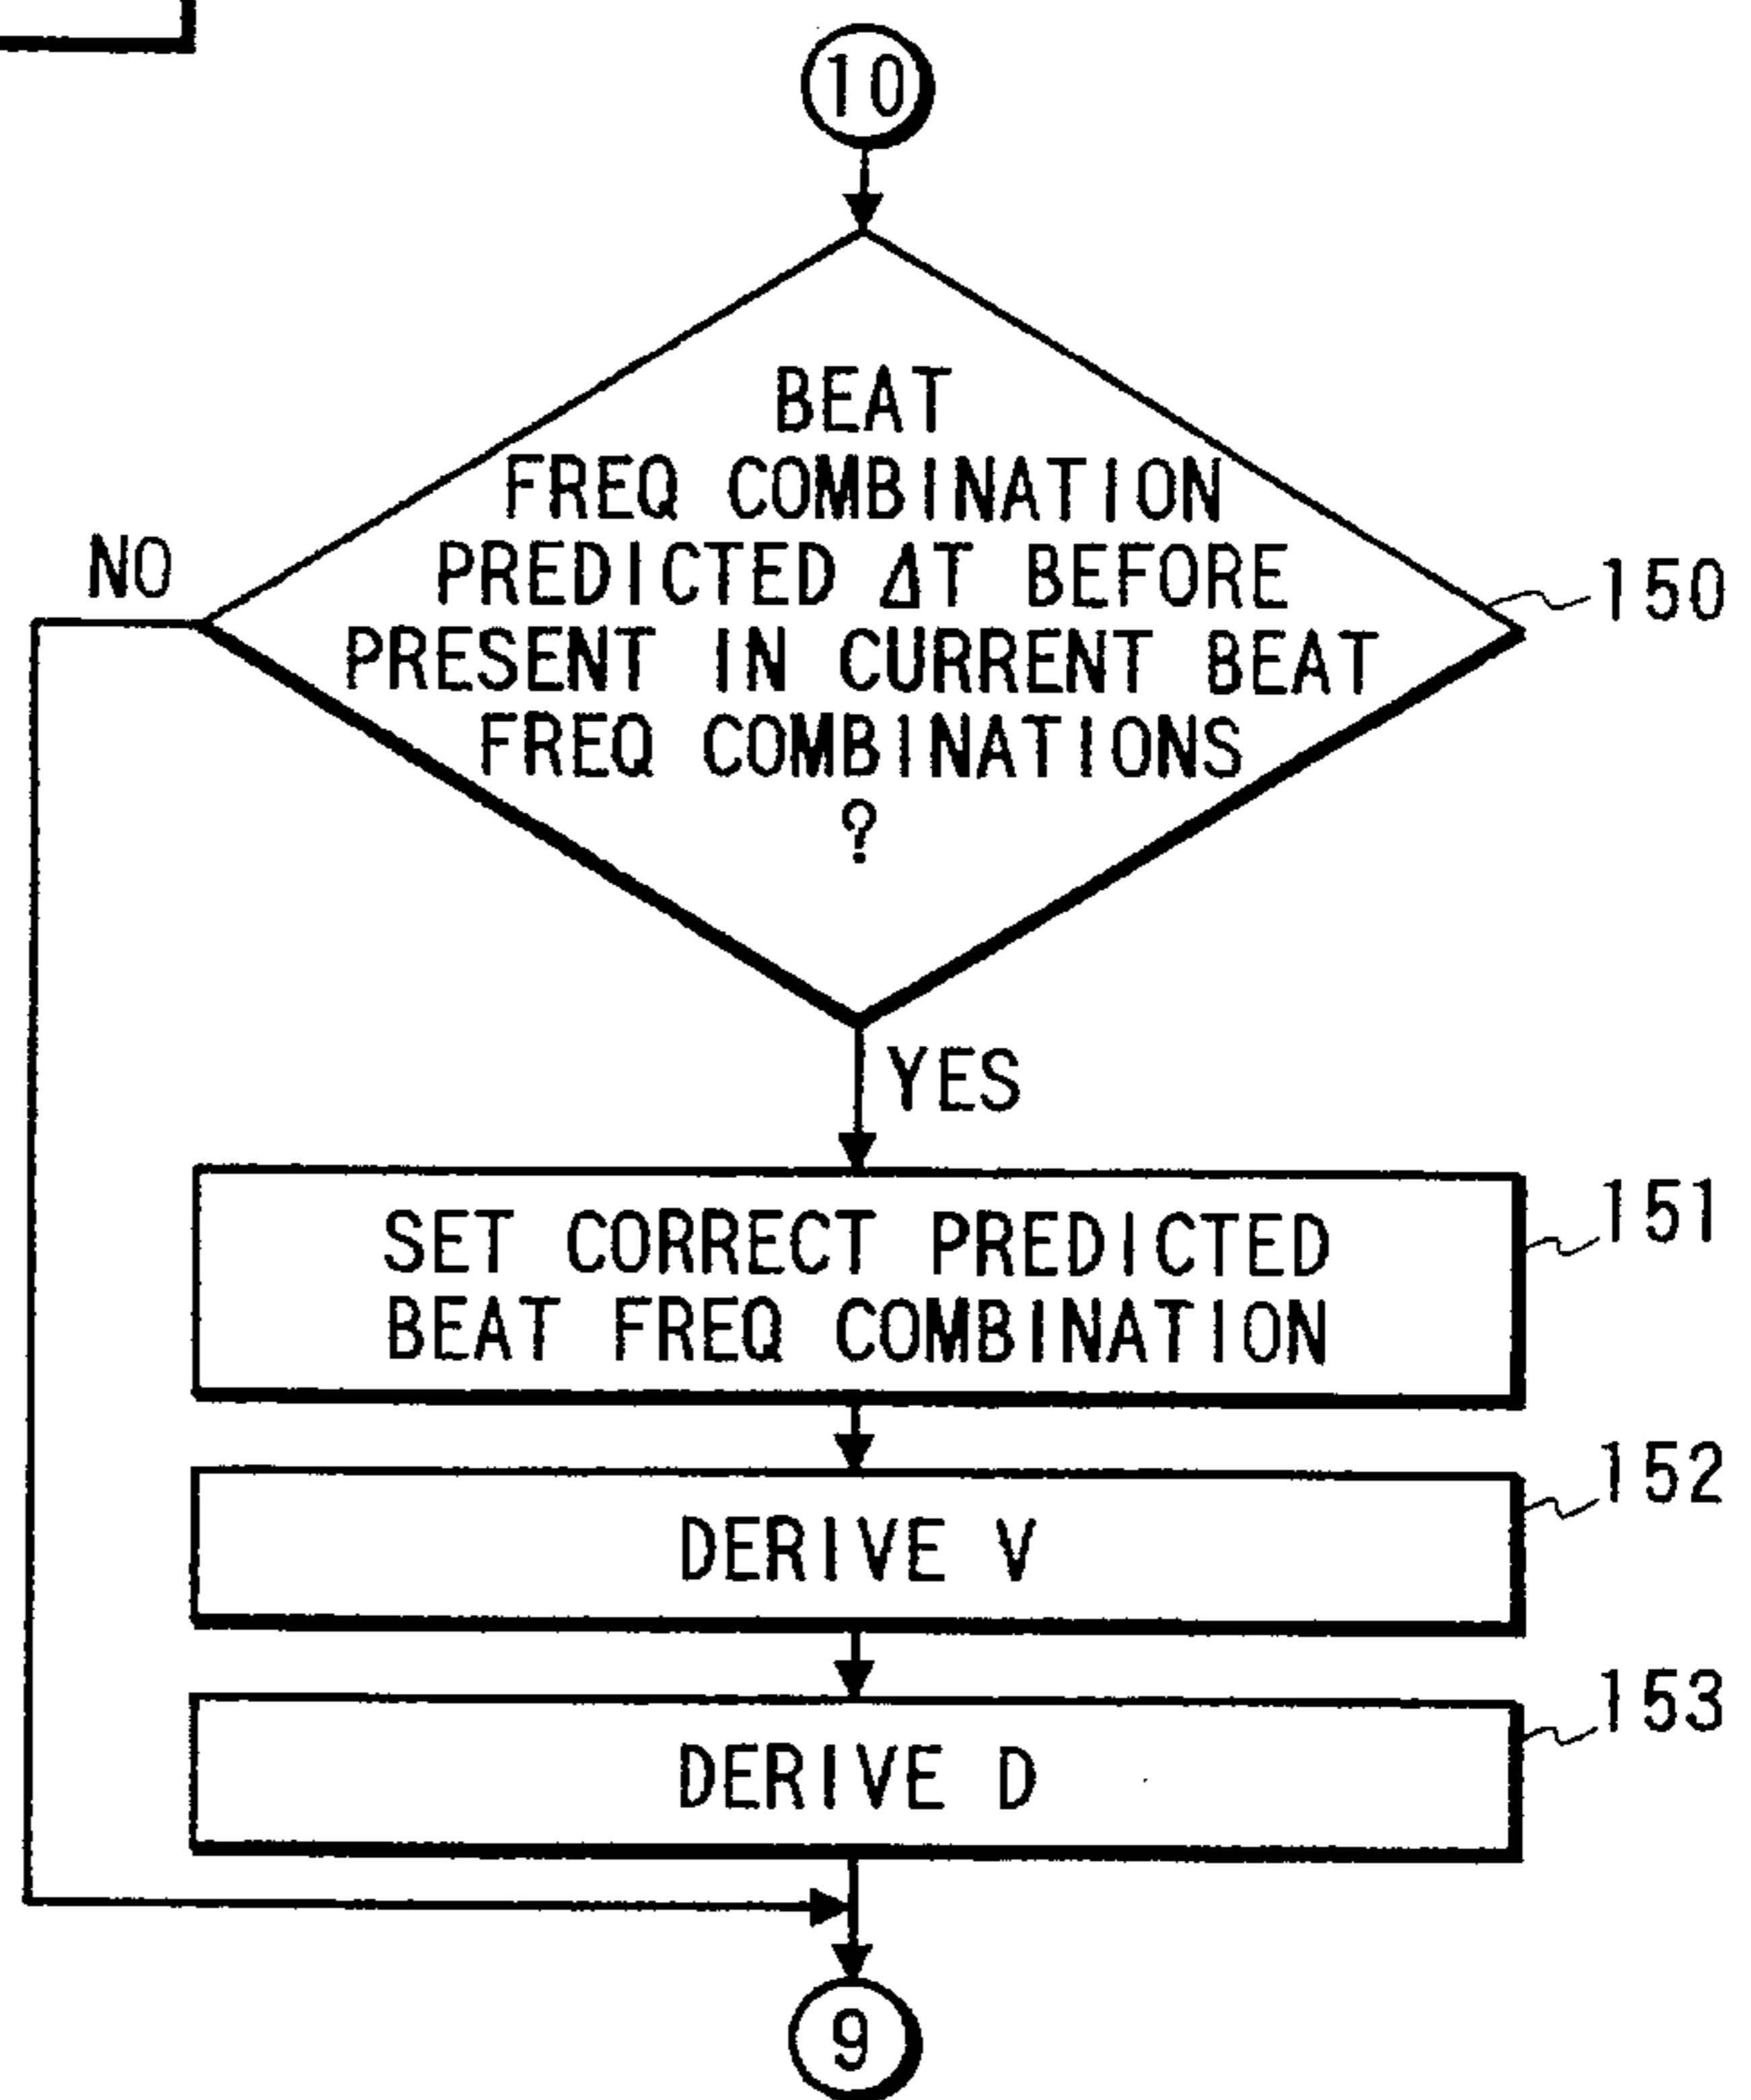 10
BEAT
FREQ COMBINATION
PREDICTED ΔT BEFORE
PRESENT IN CURRENT BEAT
FREQ COMBINATIONS
?
NO
150
YES
SET CORRECT PREDICTED
BEAT FREQ COMBINATION
151
DERIVE V
152
DERIVE D
153
9